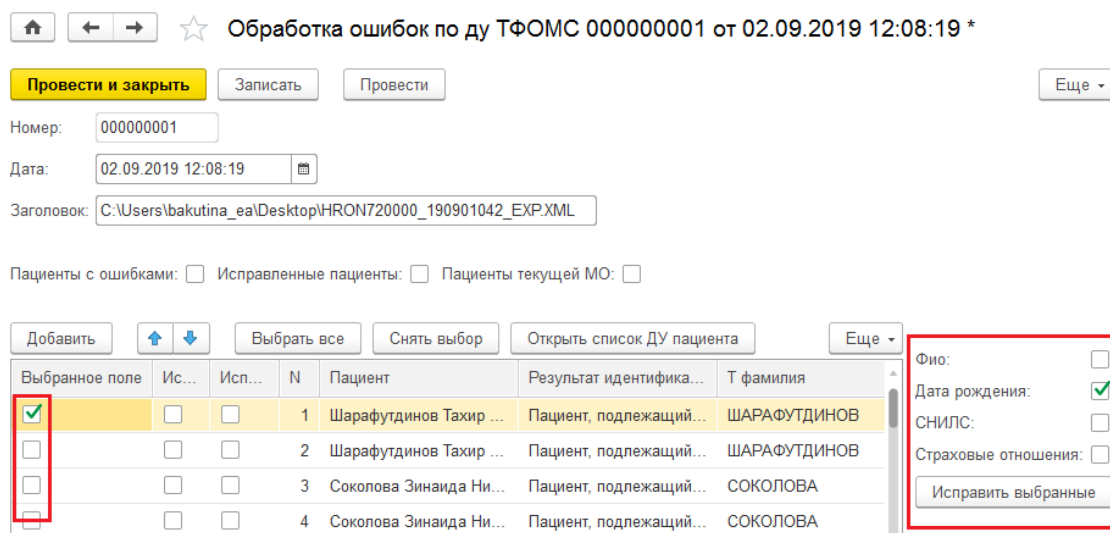 Обработка ошибок по ду ТФОМС 000000001 от 02.09.2019 12:08:19 *
Провести и закрыть Записать Провести Еще
Номер: 000000001
Дата: 02.09.2019 12:08:19
Заголовок: C:\Users\bakutina_ea\Desktop\HRON720000_190901042_EXP.XML
Пациенты с ошибками: Исправленные пациенты: Пациенты текущей МО:
Добавить Выбрать все Снять выбор Открыть список ДУ пациента Еще
Выбранное поле Ис... Исп... N Пациент Результат идентифика... Т фамилия
1 Шарафутдинов Тахир ... Пациент, подлежащий... ШАРАФУТДИНОВ
2 Шарафутдинов Тахир ... Пациент, подлежащий... ШАРАФУТДИНОВ
3 Соколова Зинаида Ни... Пациент, подлежащий... СОКОЛОВА
4 Соколова Зинаида Ни... Пациент, подлежащий... СОКОЛОВА
Фио:
Дата рождения:
СНИЛС:
Страховые отношения:
Исправить выбранные